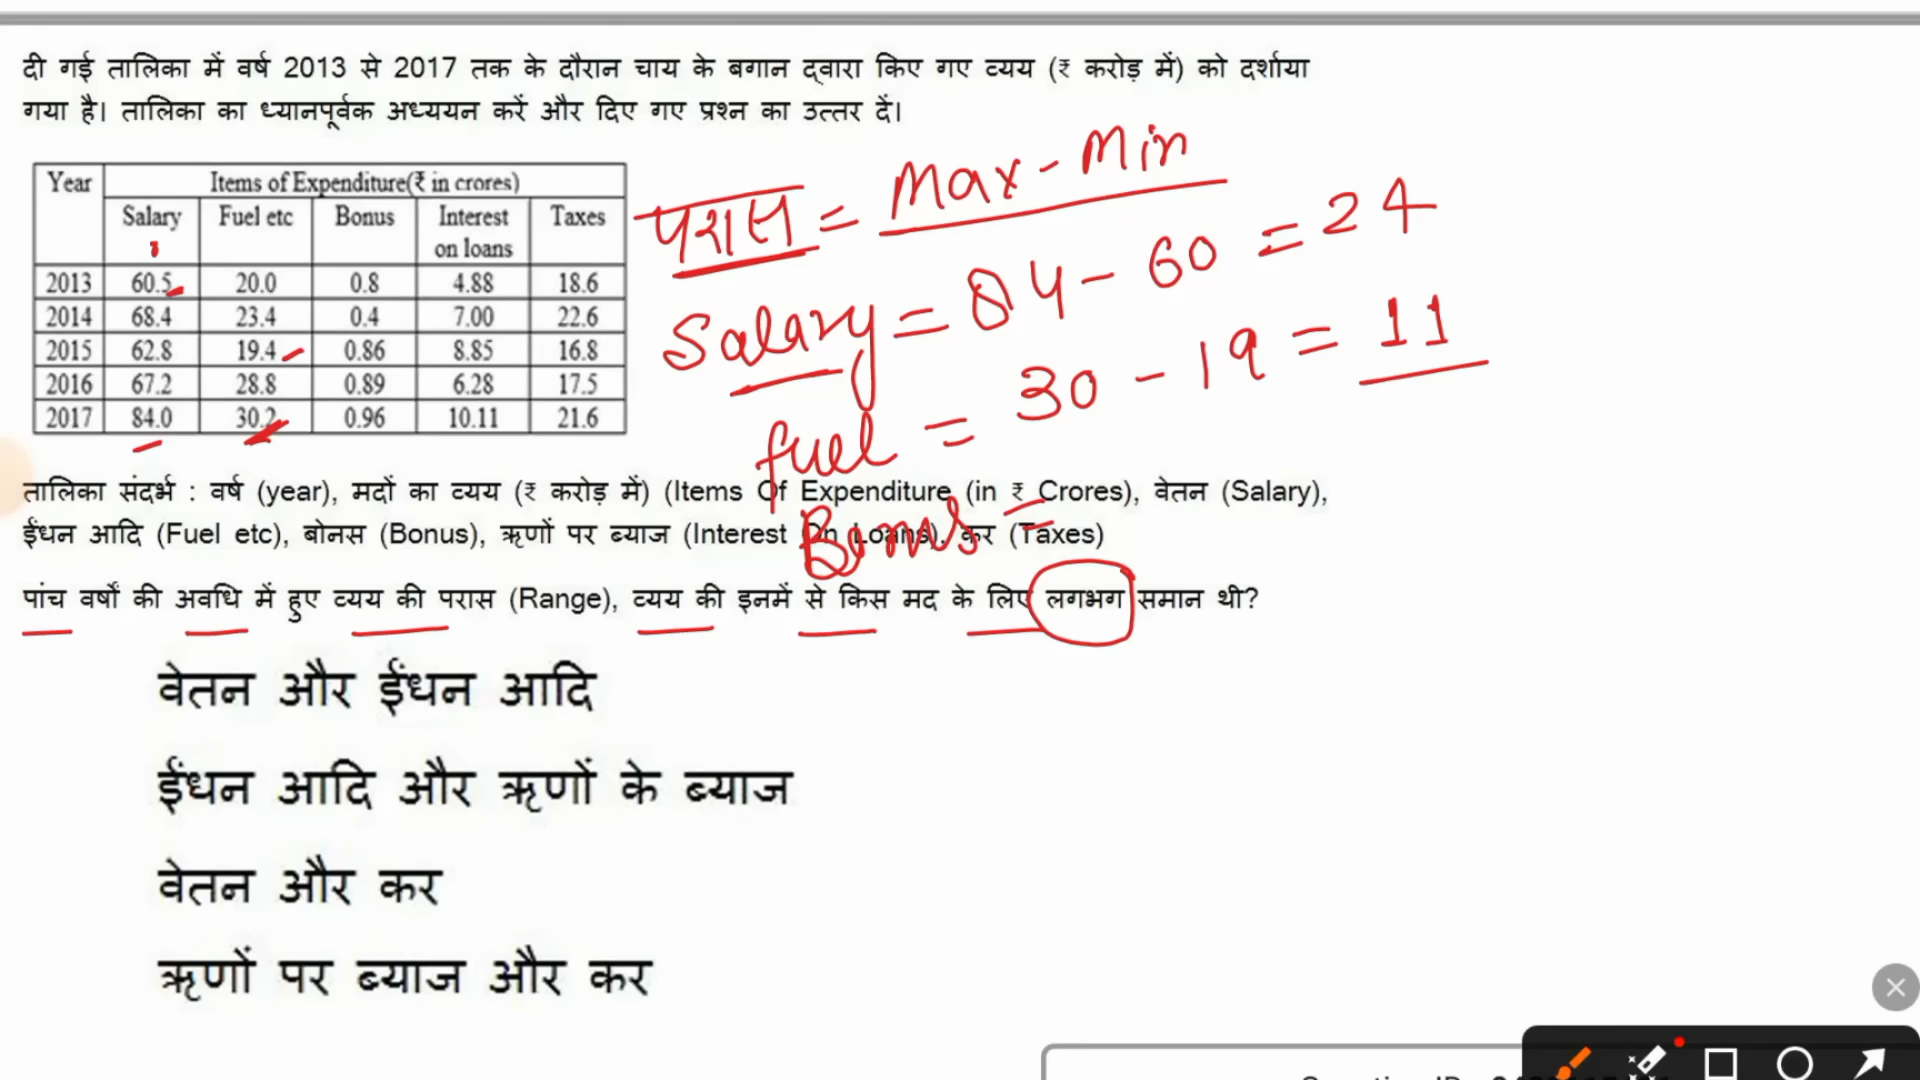 दी गई तालिका में वर्ष 2013 से 2017 तक के दौरान चाय के बगान द्वारा किए गए व्यय (₹ करोड़ में) को दर्शाया
गया है। तालिका का ध्यानपूर्वक अध्ययन करें और दिए गए प्रश्न का उत्तर दें।
Year Items of Expenditure(₹ in crores)
Salary Fuel etc Bonus Interest on loans Taxes
2013 60.5 20.0 0.8 4.88 18.6
2014 68.4 23.4 0.4 7.00 22.6
2015 62.8 19.4 0.86 8.85 16.8
2016 67.2 28.8 0.89 6.28 17.5
2017 84.0 30.2 0.96 10.11 21.6
परास = Max - Min
Salary = 84 - 60 = 24
fuel = 30 - 19 = 11
Bonus =
तालिका संदर्भ : वर्ष (year), मदों का व्यय (₹ करोड़ में) (Items Of Expenditure (in ₹ Crores), वेतन (Salary),
ईंधन आदि (Fuel etc), बोनस (Bonus), ऋणों पर ब्याज (Interest On Loans), कर (Taxes)
पांच वर्षों की अवधि में हुए व्यय की परास (Range), व्यय की इनमें से किस मद के लिए लगभग समान थी?
वेतन और ईंधन आदि
ईंधन आदि और ऋणों के ब्याज
वेतन और कर
ऋणों पर ब्याज और कर